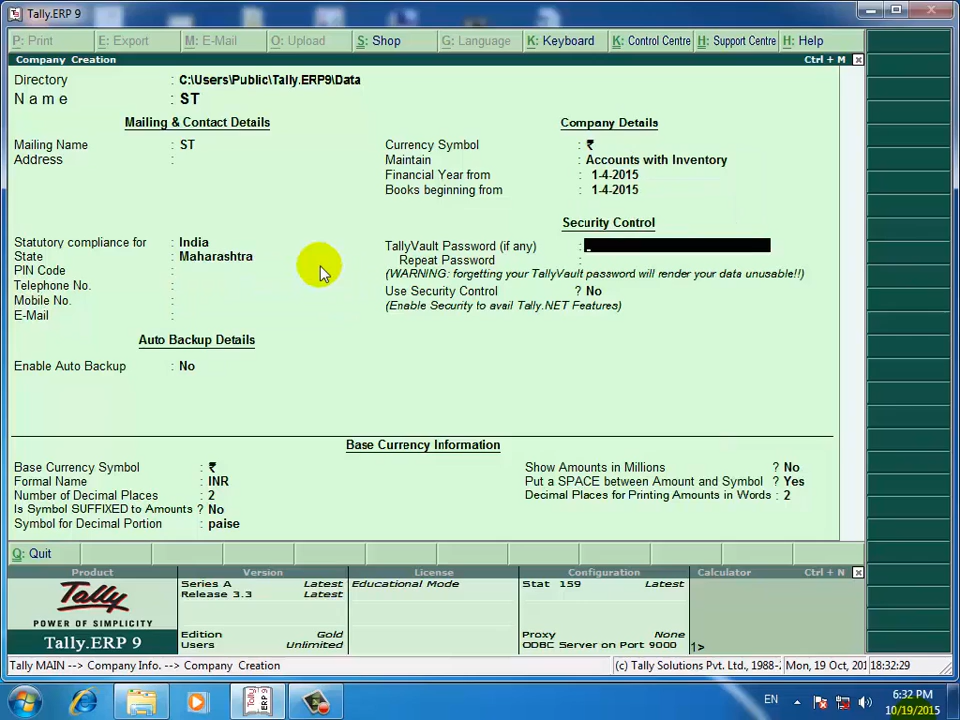 Tally.ERP 9
P: Print E: Export M: E-Mail O: Upload S: Shop G: Language K: Keyboard K: Control Centre H: Support Centre H: Help
Company Creation Ctrl + M
Directory : C:\Users\Public\Tally.ERP9\Data
Name : ST
Mailing & Contact Details
Mailing Name : ST
Address :
Statutory compliance for : India
State : Maharashtra
PIN Code :
Telephone No. :
Mobile No. :
E-Mail :
Auto Backup Details
Enable Auto Backup : No
Company Details
Currency Symbol : ₹
Maintain : Accounts with Inventory
Financial Year from : 1-4-2015
Books beginning from : 1-4-2015
Security Control
TallyVault Password (if any) :
Repeat Password :
(WARNING: forgetting your TallyVault password will render your data unusable!!)
Use Security Control ? No
(Enable Security to avail Tally.NET Features)
Base Currency Information
Base Currency Symbol : ₹
Formal Name : INR
Number of Decimal Places : 2
Is Symbol SUFFIXED to Amounts ? No
Symbol for Decimal Portion : paise
Show Amounts in Millions ? No
Put a SPACE between Amount and Symbol ? Yes
Decimal Places for Printing Amounts in Words : 2
Q: Quit
Product Version License Configuration Calculator Ctrl + N
Tally
POWER OF SIMPLICITY
Tally.ERP 9
Series A Latest
Release 3.3 Latest
Edition Gold
Users Unlimited
Educational Mode
Stat 159 Latest
Proxy None
ODBC Server on Port 9000
1>
Tally MAIN --> Company Info. --> Company Creation (c) Tally Solutions Pvt. Ltd., 1988-2 Mon, 19 Oct, 201 18:32:29
Tally
ERP 9
EN 6:32 PM
10/19/2015